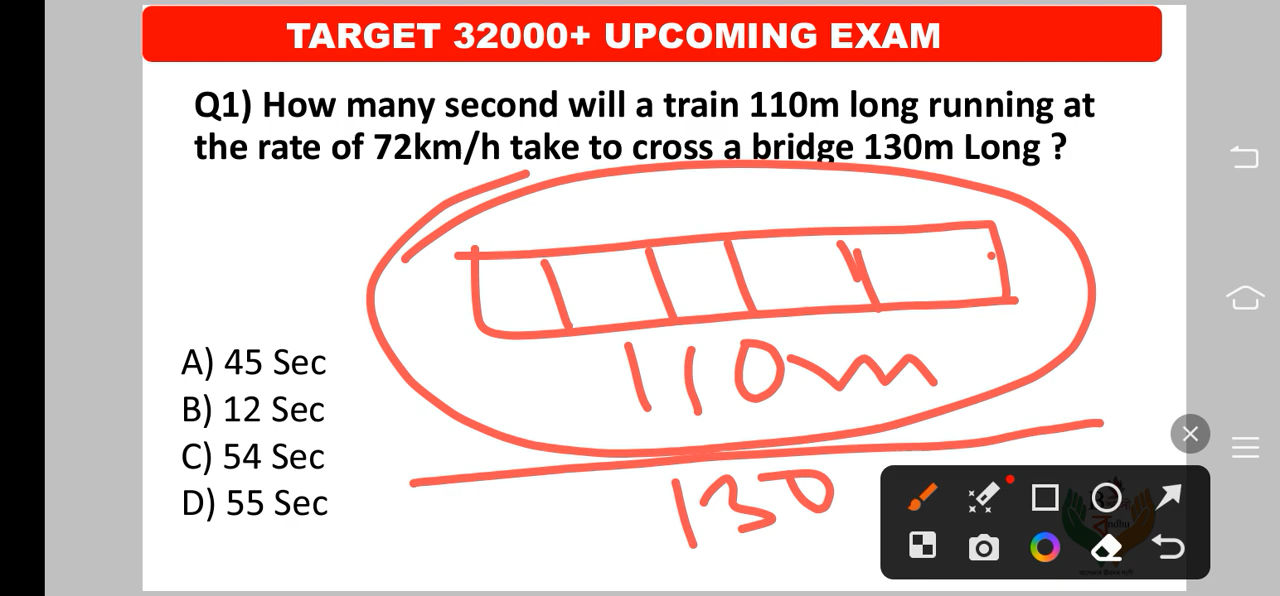 TARGET 32000+ UPCOMING EXAM
Q1) How many second will a train 110m long running at
the rate of 72km/h take to cross a bridge 130m Long ?
110m
A) 45 Sec
B) 12 Sec
C) 54 Sec
D) 55 Sec
130